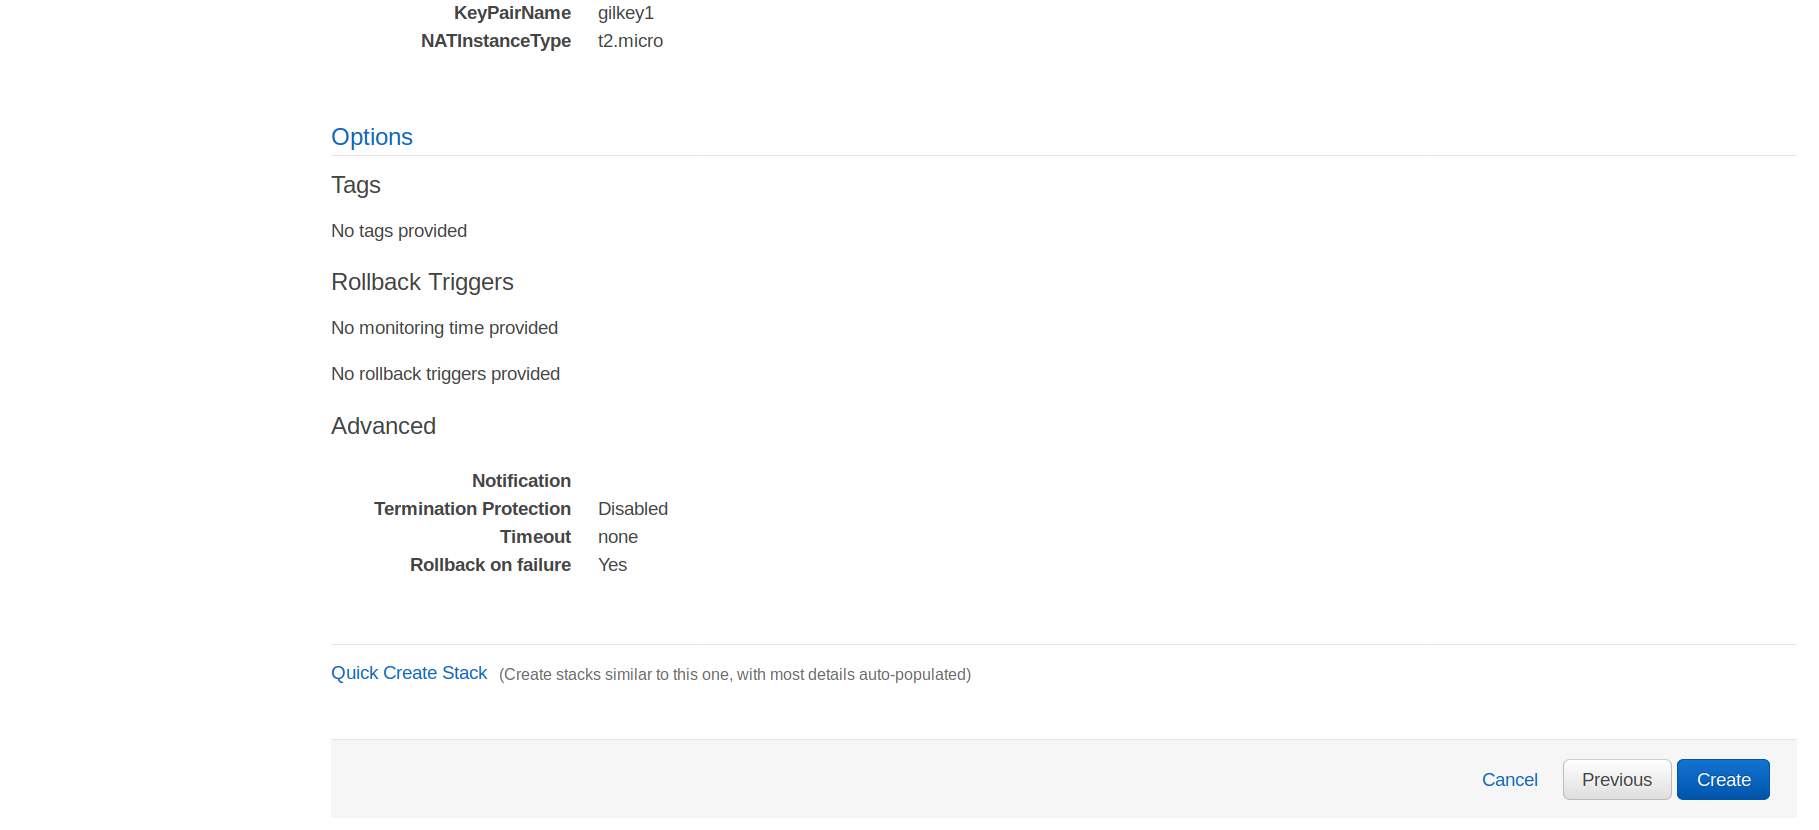 KeyPairName gilkey1
NATInstanceType t2.micro
Options
Tags
No tags provided
Rollback Triggers
No monitoring time provided
No rollback triggers provided
Advanced
Notification
Termination Protection Disabled
Timeout none
Rollback on failure Yes
Quick Create Stack (Create stacks similar to this one, with most details auto-populated)
Cancel Previous Create